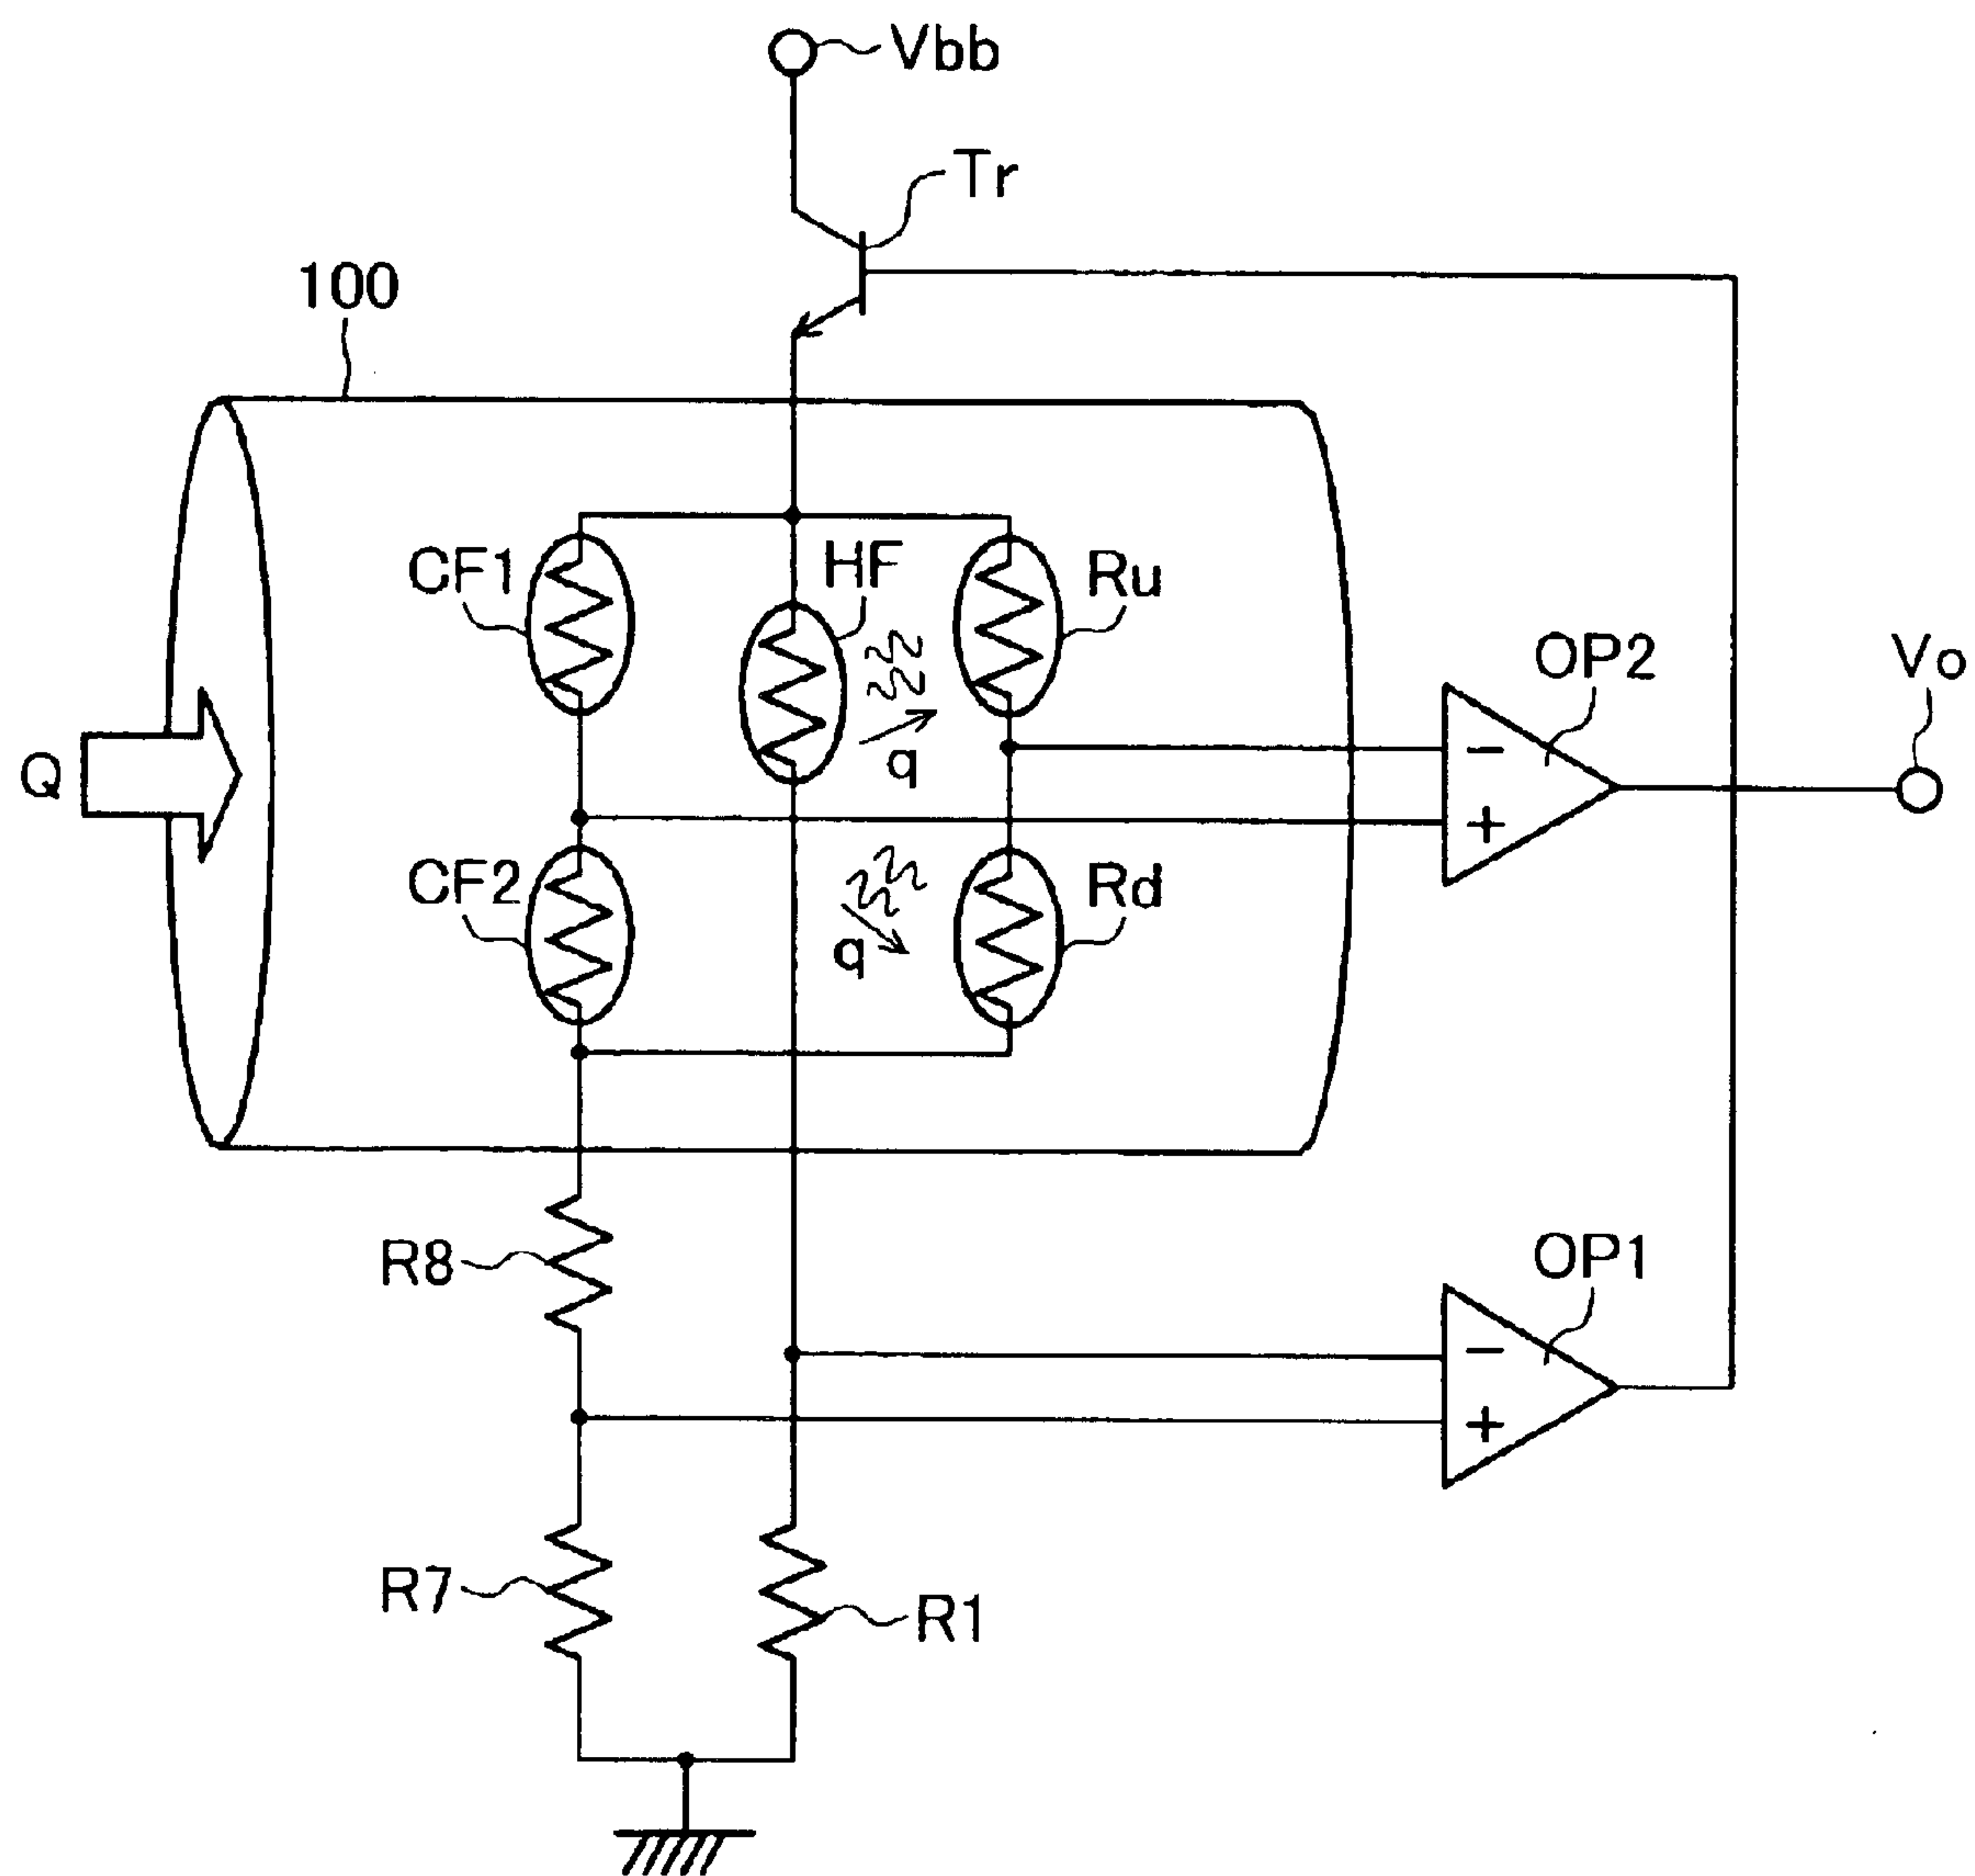 Vbb
Tr
100
CF1
HF
Ru
OP2
Vo
Q
q
-
+
CF2
Rd
q
R8
OP1
-
+
R7
R1